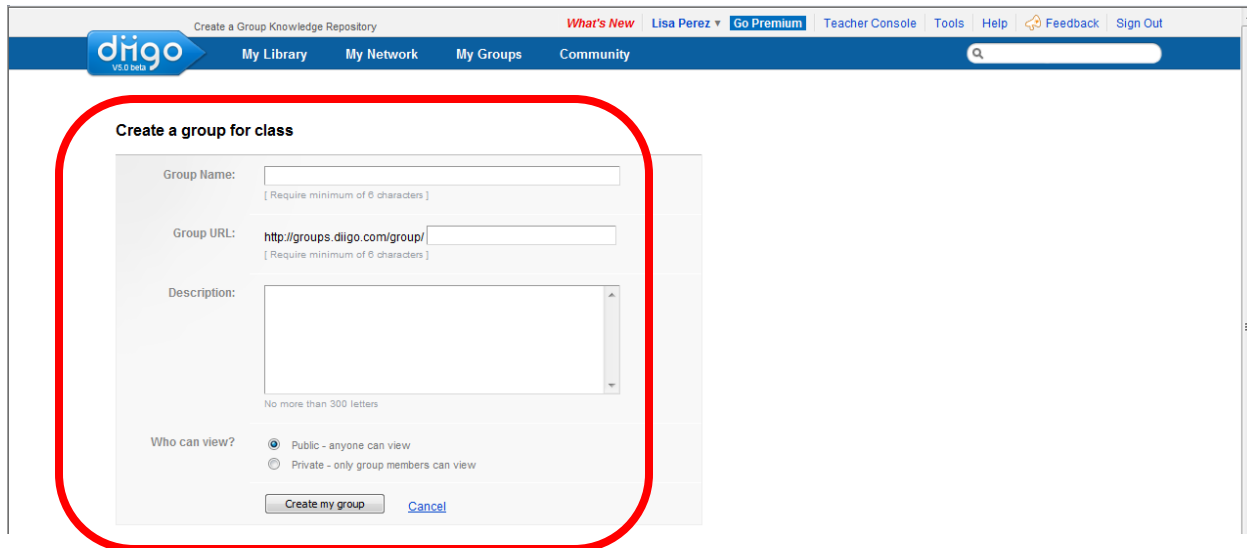 Create a Group Knowledge Repository
What's New Lisa Perez Go Premium Teacher Console Tools Help Feedback Sign Out
diigo
V5.0 beta
My Library My Network My Groups Community
Create a group for class
Group Name:
[ Require minimum of 6 characters ]
Group URL: http://groups.diigo.com/group/
[ Require minimum of 6 characters ]
Description:
No more than 300 letters
Who can view? Public - anyone can view
Private - only group members can view
Create my group Cancel